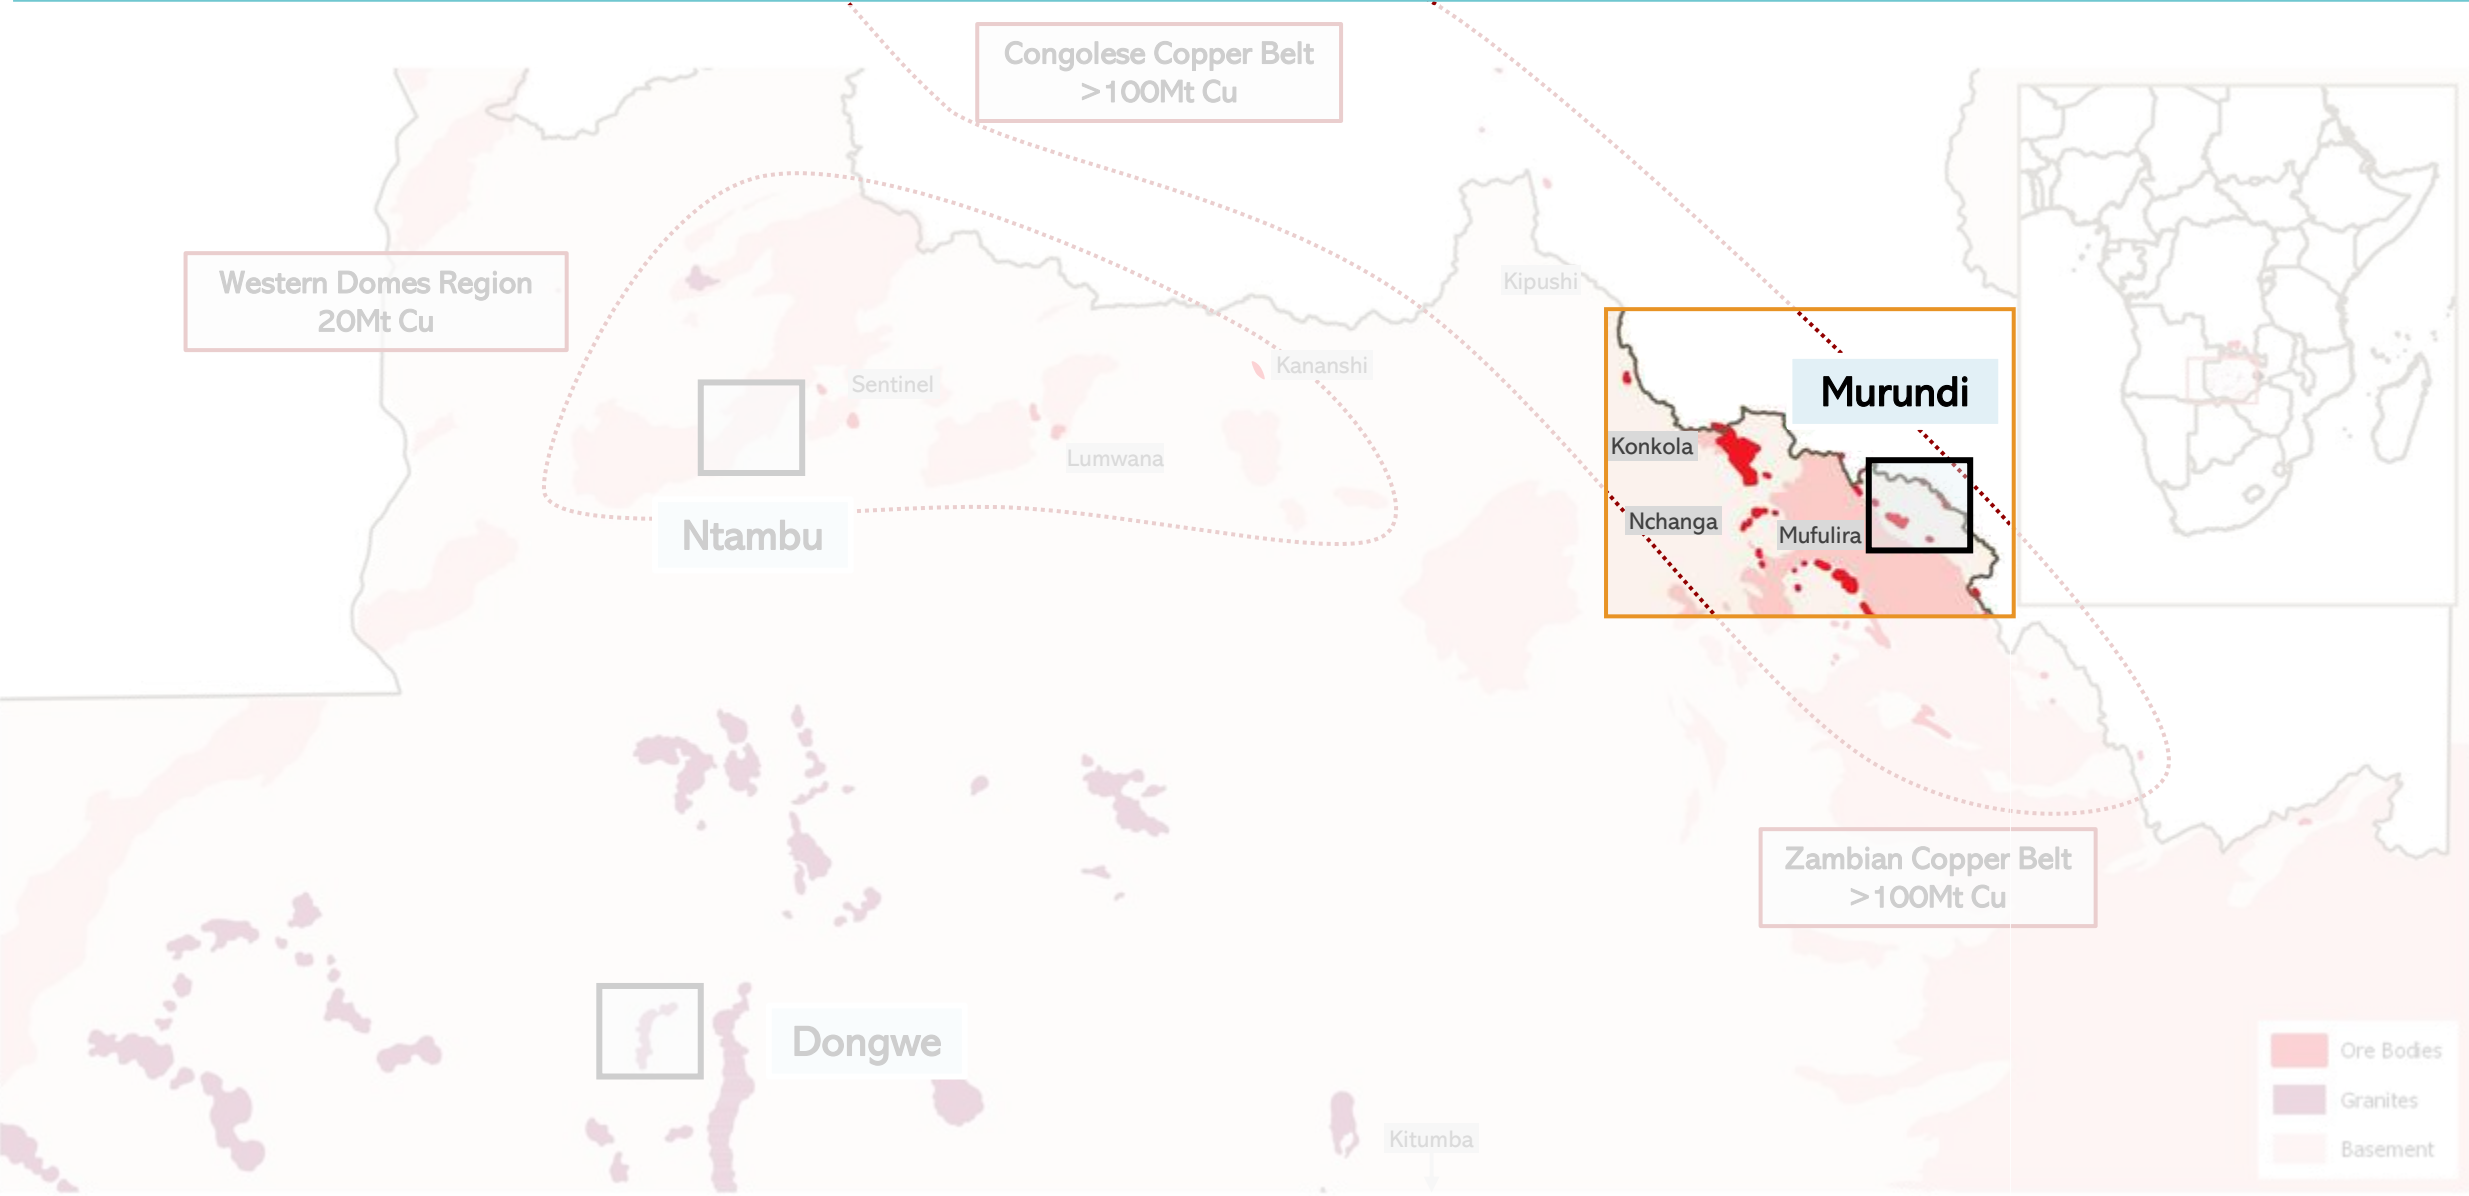 Congolese Copper Belt
>100Mt Cu
Western Domes Region
20Mt Cu
Kipushi
Kananshi
Sentinel
Lumwana
Ntambu
Murundi
Konkola
Nchanga
Mufulira
Zambian Copper Belt
>100Mt Cu
Dongwe
Kitumba
Ore Bodies
Granites
Basement